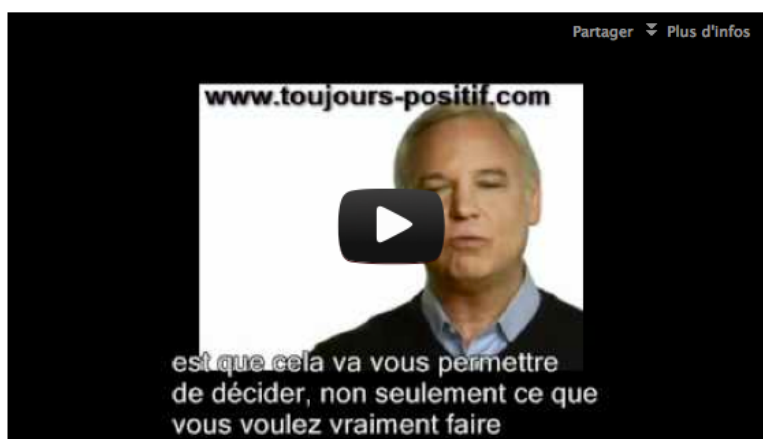 Partager Plus d'infos
www.toujours-positif.com
est que cela va vous permettre
de décider, non seulement ce que
vous voulez vraiment faire